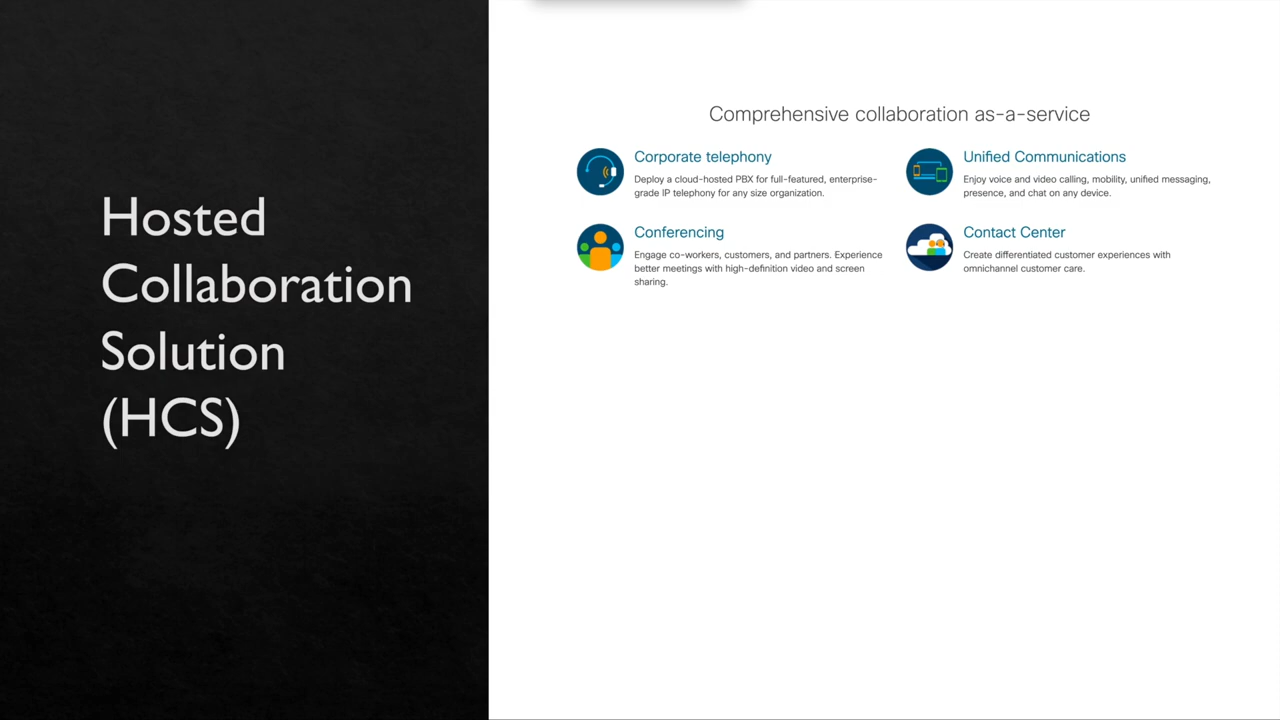 Hosted
Collaboration
Solution
(HCS)
Comprehensive collaboration as-a-service
Corporate telephony
Deploy a cloud-hosted PBX for full-featured, enterprise-
grade IP telephony for any size organization.
Unified Communications
Enjoy voice and video calling, mobility, unified messaging,
presence, and chat on any device.
Conferencing
Engage co-workers, customers, and partners. Experience
better meetings with high-definition video and screen
sharing.
Contact Center
Create differentiated customer experiences with
omnichannel customer care.